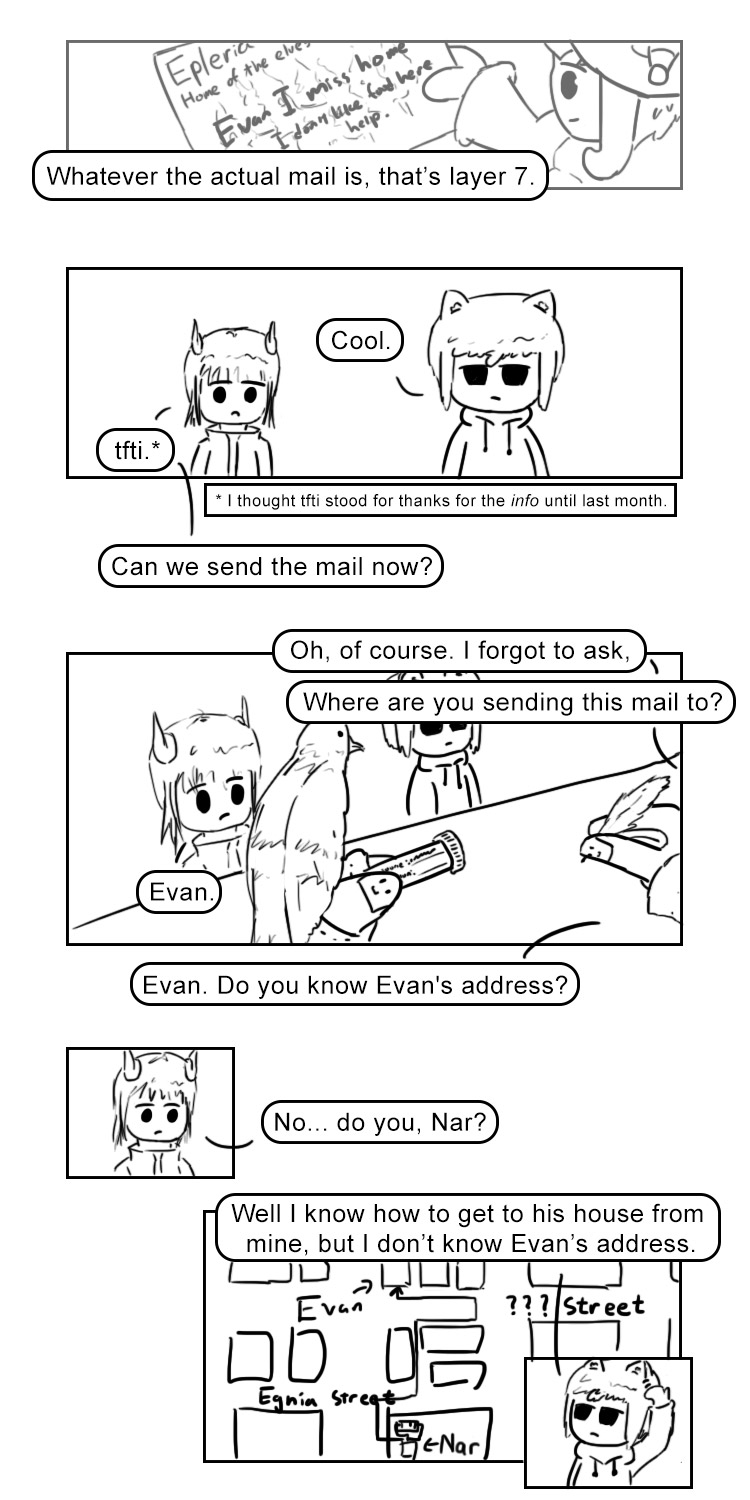 Epleria
Home of the elves
Evan I miss home
I don't like food here
help.
Whatever the actual mail is, that's layer 7.
Cool.
tfti.*
* I thought tfti stood for thanks for the info until last month.
Can we send the mail now?
Oh, of course. I forgot to ask,
Where are you sending this mail to?
Evan.
Evan. Do you know Evan's address?
No... do you, Nar?
Well I know how to get to his house from
mine, but I don't know Evan's address.
Evan
??? Street
Egnia Street
←Nar